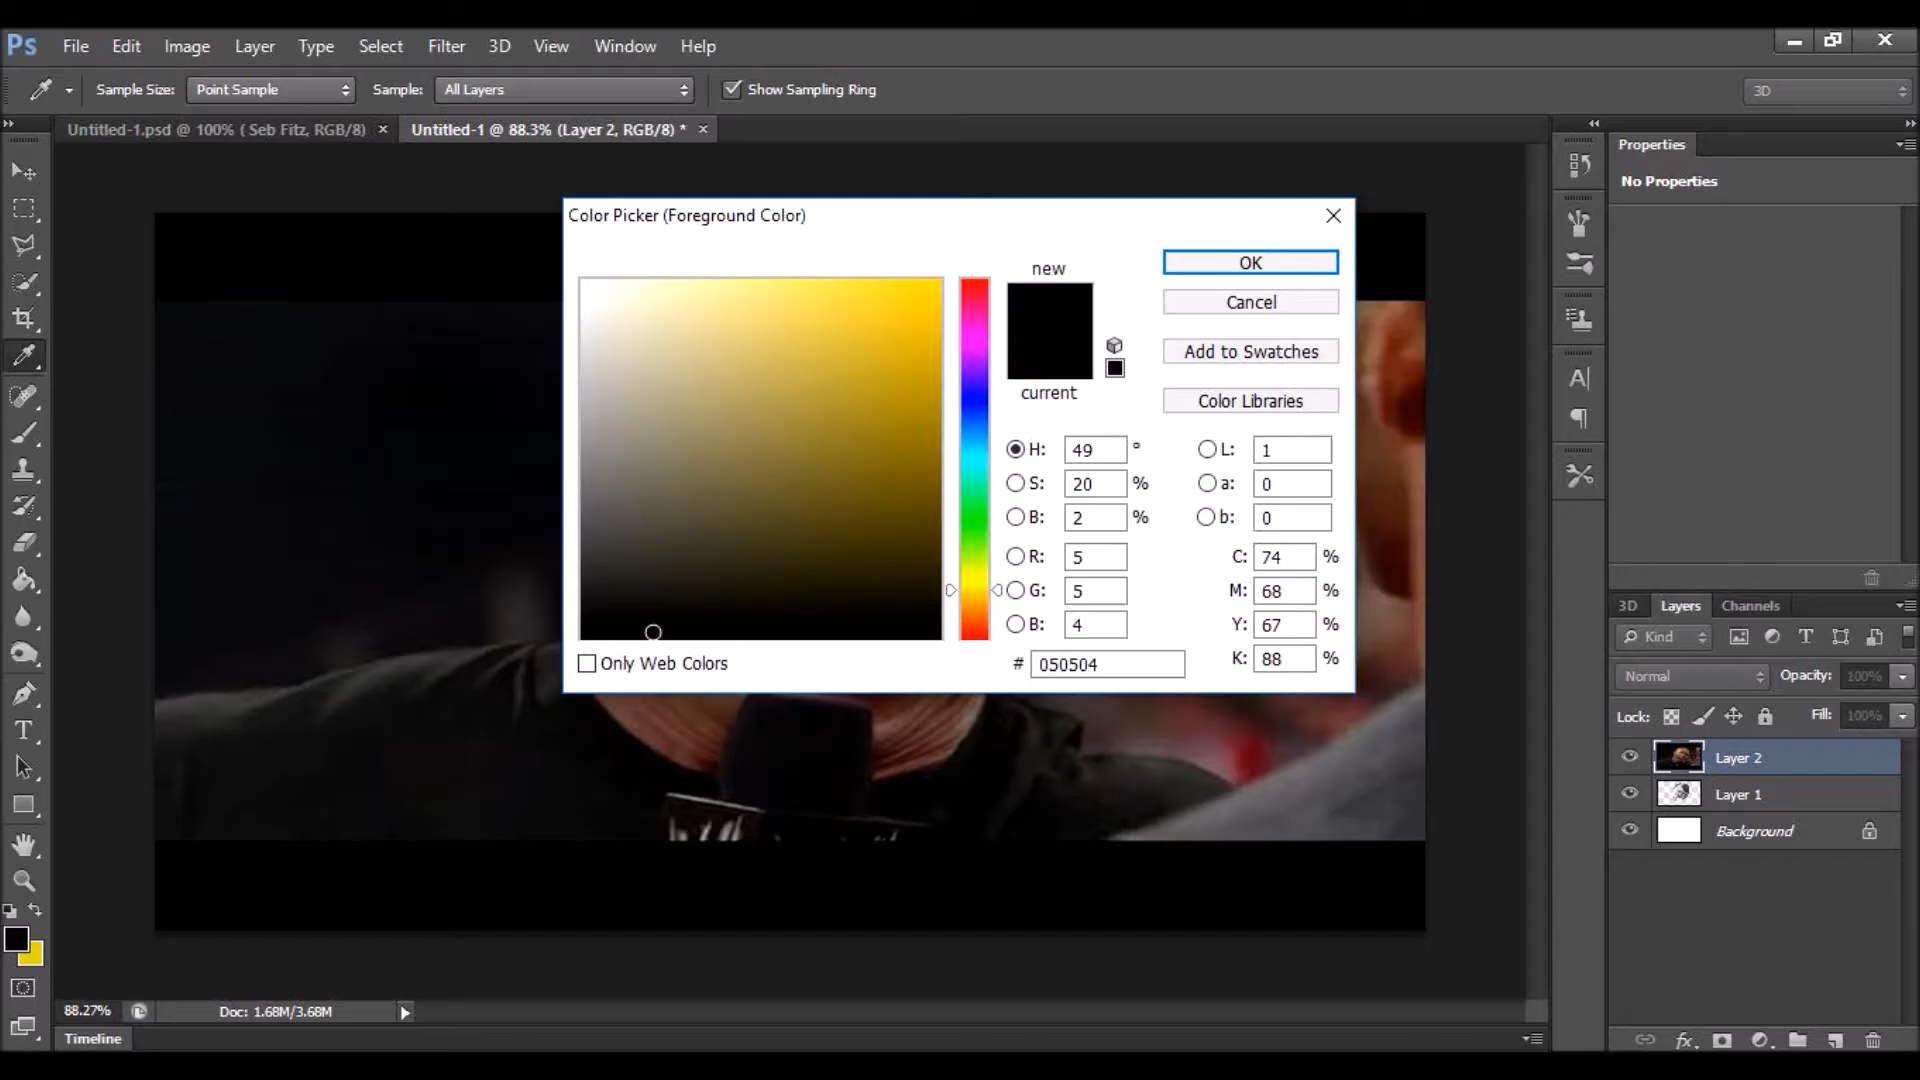 Ps File Edit Image Layer Type Select Filter 3D View Window Help
Sample Size: Point Sample Sample: All Layers Show Sampling Ring 3D
Untitled-1.psd @ 100% ( Seb Fitz, RGB/8) × Untitled-1 @ 88.3% (Layer 2, RGB/8) * ×
Properties
No Properties
Color Picker (Foreground Color)
new
current
OK
Cancel
Add to Swatches
Color Libraries
H: 49 °
S: 20 %
B: 2 %
R: 5
G: 5
B: 4
# 050504
L: 1
a: 0
b: 0
C: 74 %
M: 68 %
Y: 67 %
K: 88 %
Only Web Colors
3D Layers Channels
Kind
Normal Opacity: 100%
Lock: Fill: 100%
Layer 2
Layer 1
Background
88.27% Doc: 1.68M/3.68M
Timeline